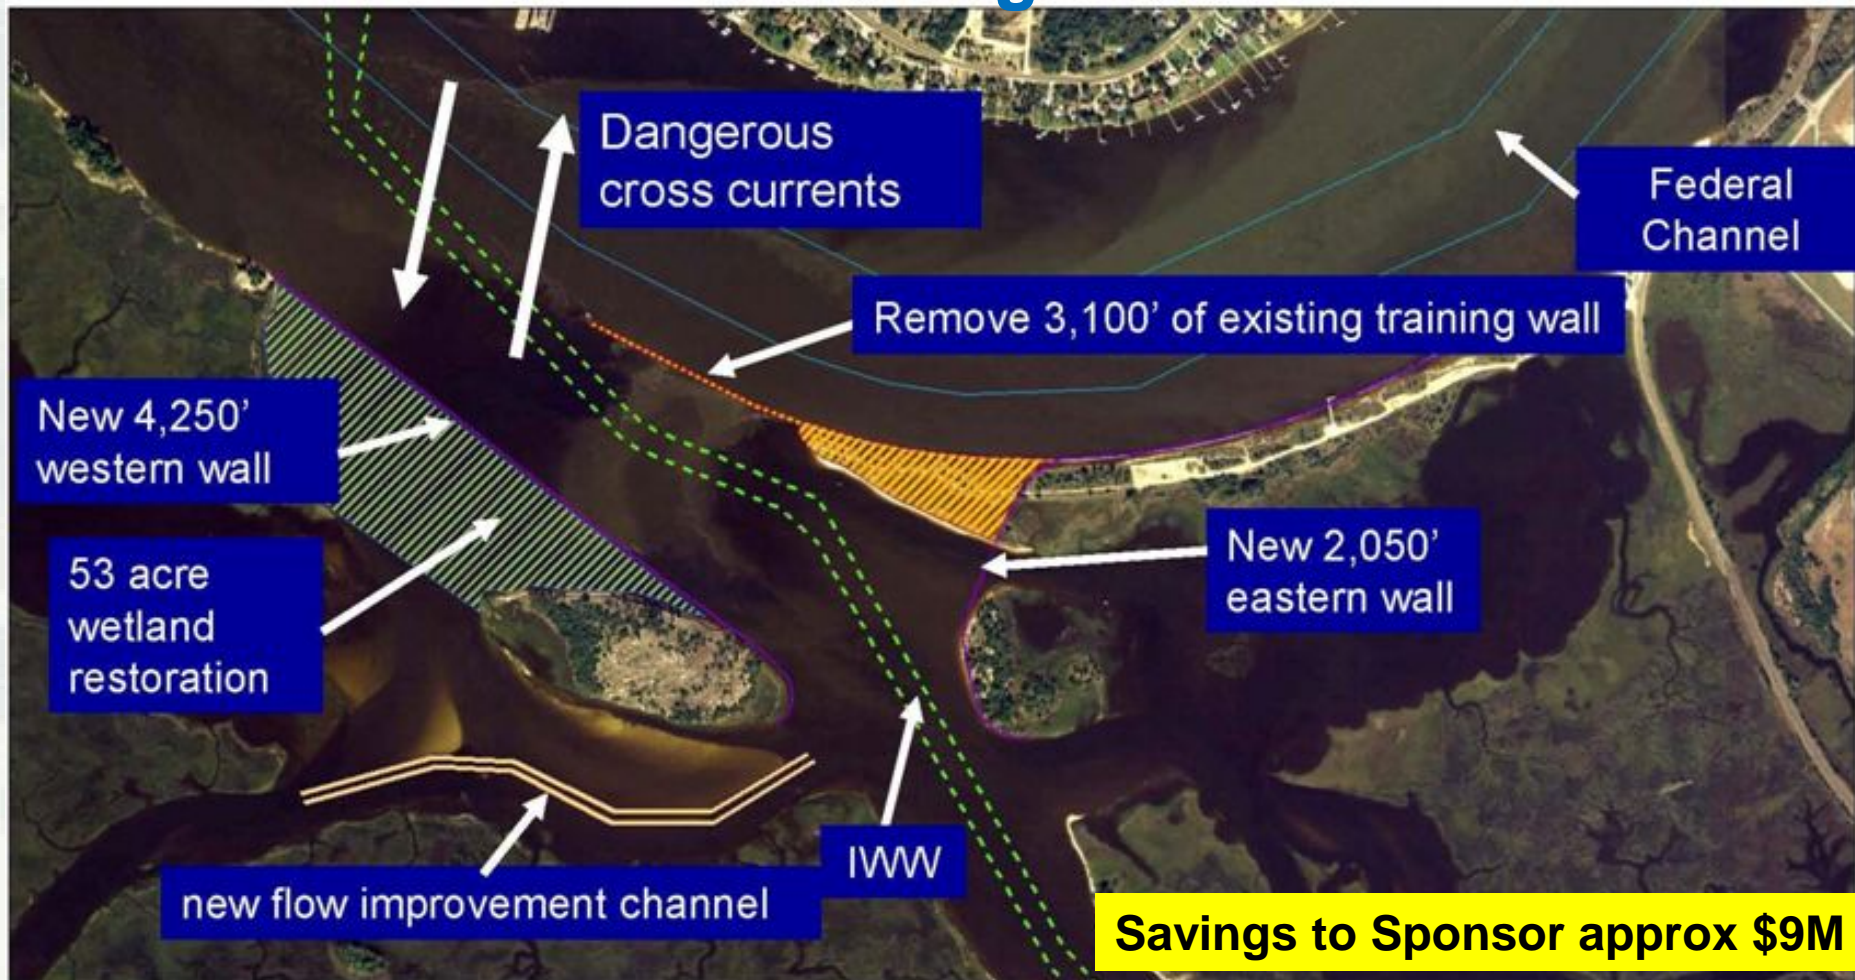 Dangerous
cross currents
Federal
Channel
Remove 3,100’ of existing training wall
New 4,250’
western wall
53 acre
wetland
restoration
New 2,050’
eastern wall
IWW
new flow improvement channel
Savings to Sponsor approx $9M